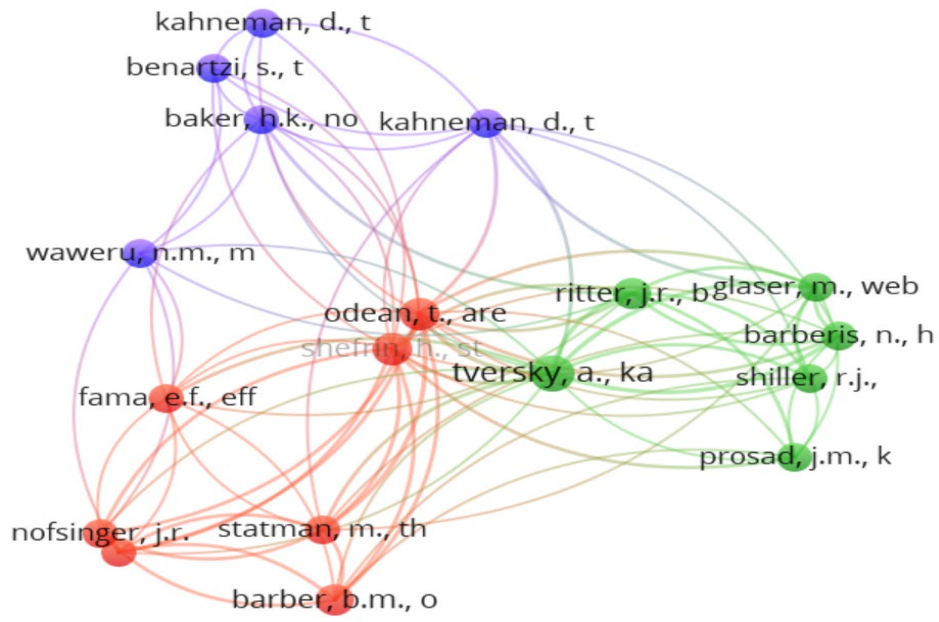 kahneman, d., t
benartzi, s., t
baker, h.k., no
kahneman, d., t
waweru, n.m., m
ritter, j.r., b
glaser, m., web
odean, t., are
barberis, n., h
shefrin, h., st
tversky, a., ka
shiller, r.j.,
fama, e.f., eff
prosad, j.m., k
nofsinger, j.r.
statman, m., th
barber, b.m., o